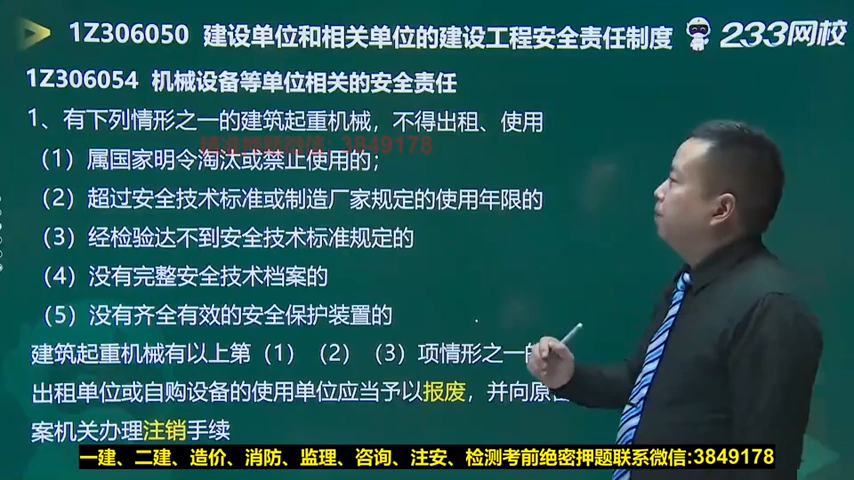 1Z306050 建设单位和相关单位的建设工程安全责任制度
233网校
1Z306054 机械设备等单位相关的安全责任
1、有下列情形之一的建筑起重机械，不得出租、使用
3849178
（1）属国家明令淘汰或禁止使用的；
（2）超过安全技术标准或制造厂家规定的使用年限的
（3）经检验达不到安全技术标准规定的
（4）没有完整安全技术档案的
（5）没有齐全有效的安全保护装置的
建筑起重机械有以上第（1）（2）（3）项情形之一
出租单位或自购设备的使用单位应当予以报废，并向原
案机关办理注销手续
一建、二建、造价、消防、监理、咨询、注安、检测考前绝密押题联系微信:3849178